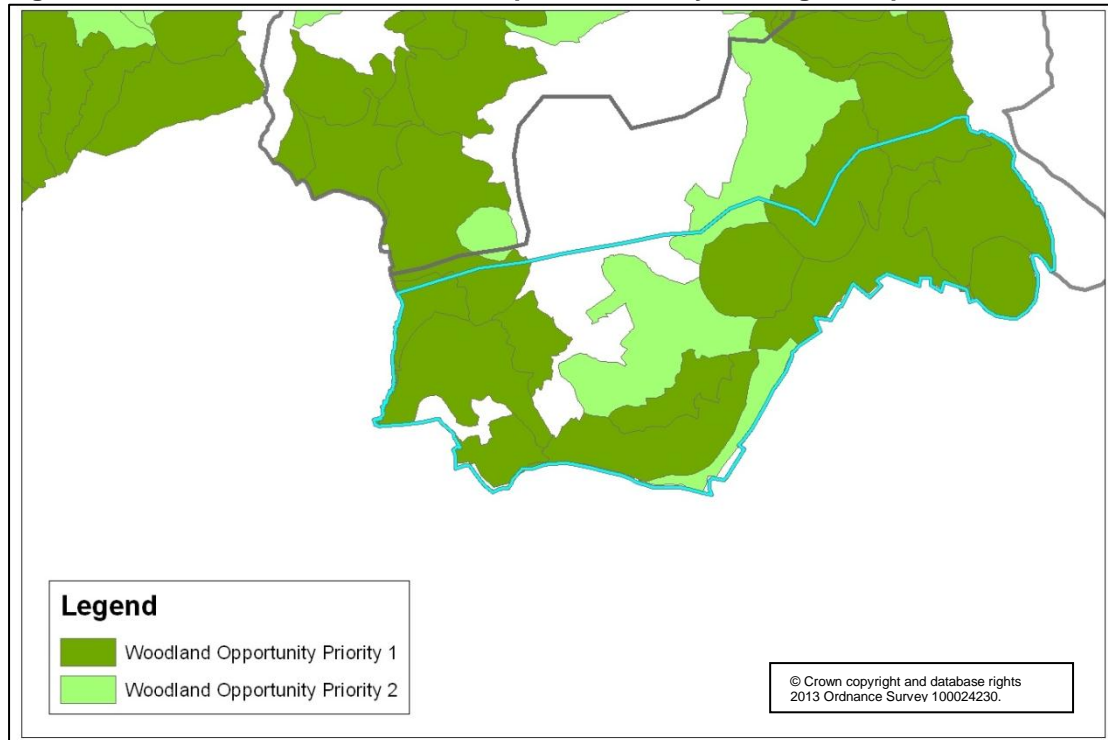 Legend
Woodland Opportunity Priority 1
Woodland Opportunity Priority 2
© Crown copyright and database rights
2013 Ordnance Survey 100024230.